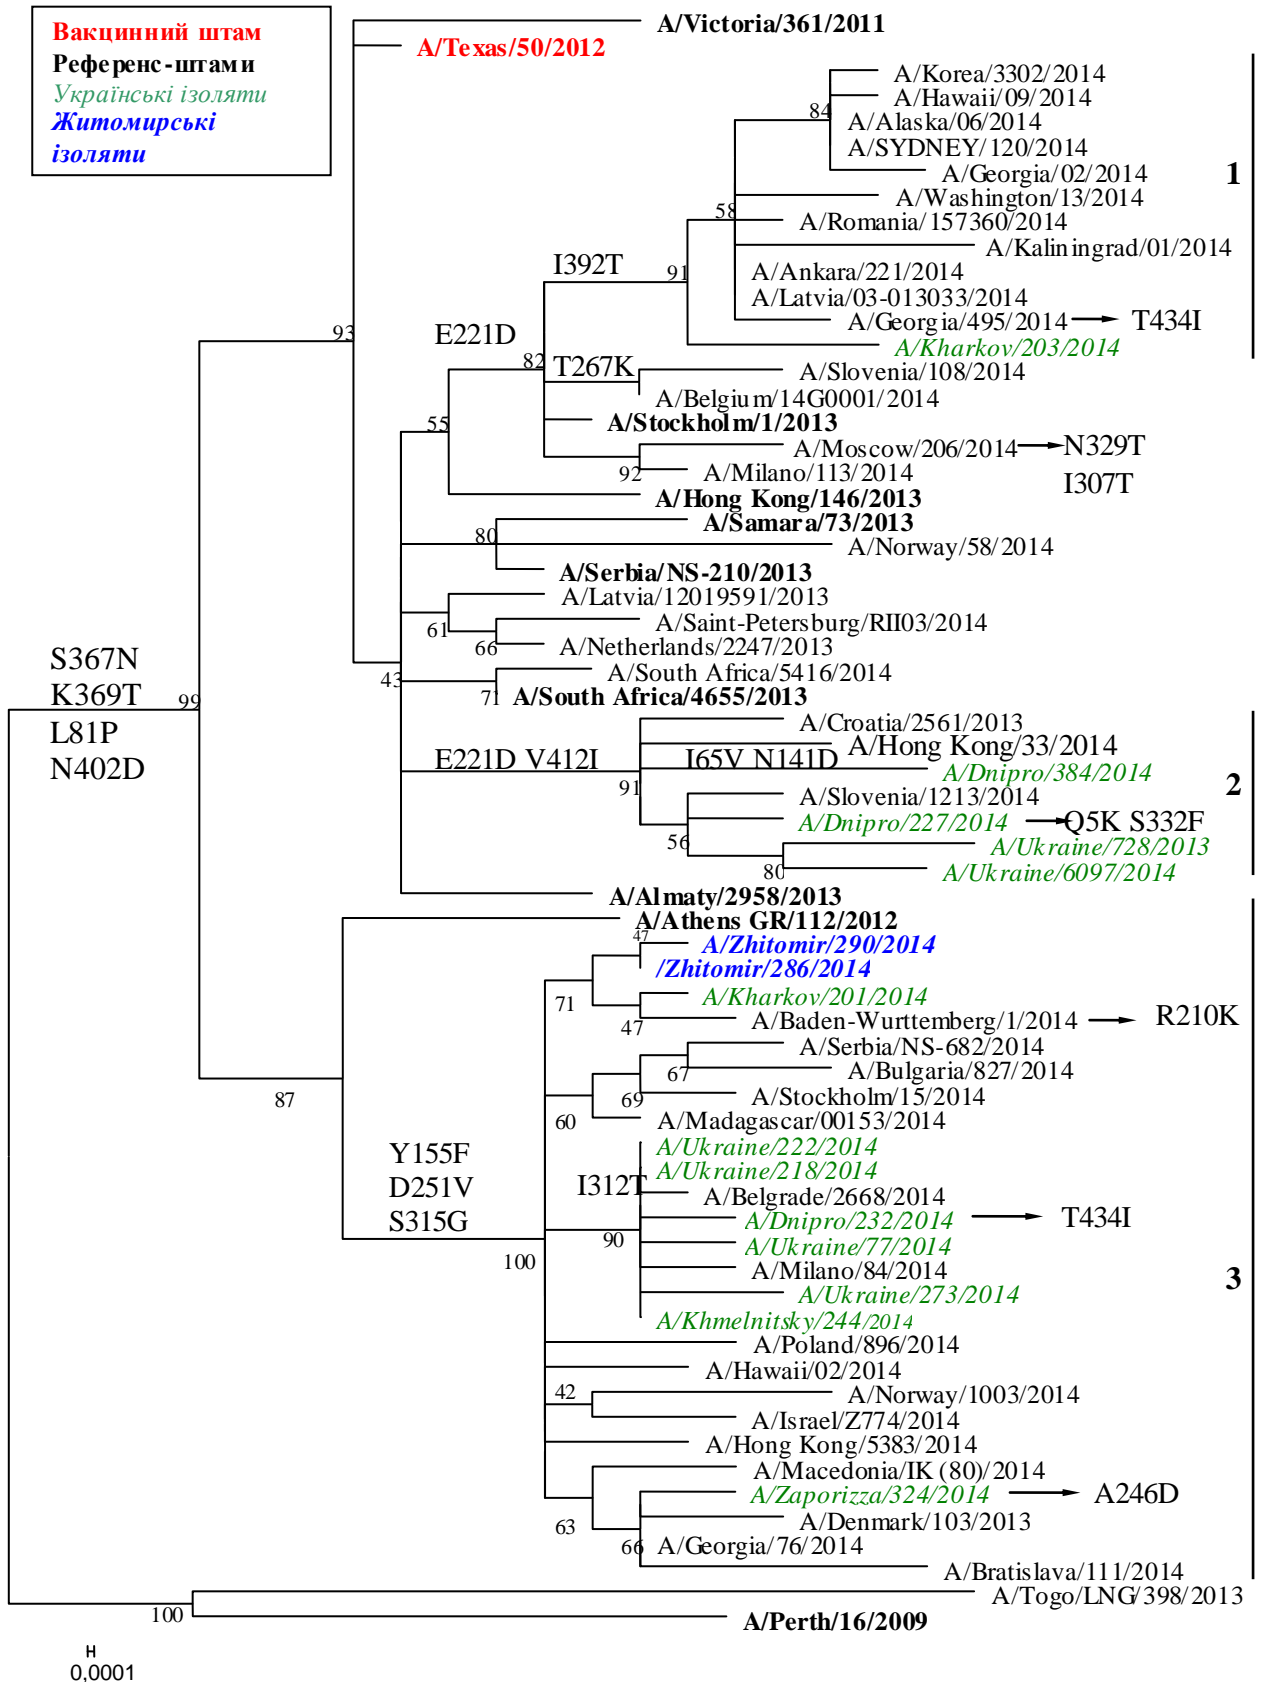 Вакцинний штам
Референс-штами
Українські ізоляти
Житомирські
ізоляти
A/Victoria/361/2011
A/Texas/50/2012
A/Korea/3302/2014
A/Hawaii/09/2014
84
A/Alaska/06/2014
A/SYDNEY/120/2014
A/Georgia/02/2014
1
A/Washington/13/2014
58
A/Romania/157360/2014
A/Kaliningrad/01/2014
I392T
91
A/Ankara/221/2014
A/Latvia/03-013033/2014
A/Georgia/495/2014
T434I
93
E221D
A/Kharkov/203/2014
82
T267K
A/Slovenia/108/2014
A/Belgium/14G0001/2014
55
A/Stockholm/1/2013
A/Moscow/206/2014
N329T
92
A/Milano/113/2014
I307T
A/Hong Kong/146/2013
A/Samara/73/2013
80
A/Norway/58/2014
A/Serbia/NS-210/2013
A/Latvia/12019591/2013
61
A/Saint-Petersburg/RII03/2014
66
A/Netherlands/2247/2013
S367N
K369T
L81P
N402D
99
43
A/South Africa/5416/2014
71
A/South Africa/4655/2013
A/Croatia/2561/2013
A/Hong Kong/33/2014
E221D V412I
I65V N141D
A/Dnipro/384/2014
91
2
A/Slovenia/1213/2014
A/Dnipro/227/2014
Q5K S332F
56
A/Ukraine/728/2013
80
A/Ukraine/6097/2014
A/Almaty/2958/2013
A/Athens GR/112/2012
47
A/Zhitomir/290/2014
/Zhitomir/286/2014
71
A/Kharkov/201/2014
47
A/Baden-Wurttemberg/1/2014
R210K
A/Serbia/NS-682/2014
67
A/Bulgaria/827/2014
87
69
A/Stockholm/15/2014
60
A/Madagascar/00153/2014
Y155F
D251V
S315G
A/Ukraine/222/2014
A/Ukraine/218/2014
I312T
A/Belgrade/2668/2014
A/Dnipro/232/2014
T434I
90
A/Ukraine/77/2014
100
A/Milano/84/2014
3
A/Ukraine/273/2014
A/Khmelnitsky/244/2014
A/Poland/896/2014
A/Hawaii/02/2014
42
A/Norway/1003/2014
A/Israel/Z774/2014
A/Hong Kong/5383/2014
A/Macedonia/IK (80)/2014
A/Zaporizza/324/2014
A246D
63
A/Denmark/103/2013
66
A/Georgia/76/2014
A/Bratislava/111/2014
A/Togo/LNG/398/2013
100
A/Perth/16/2009
0,0001